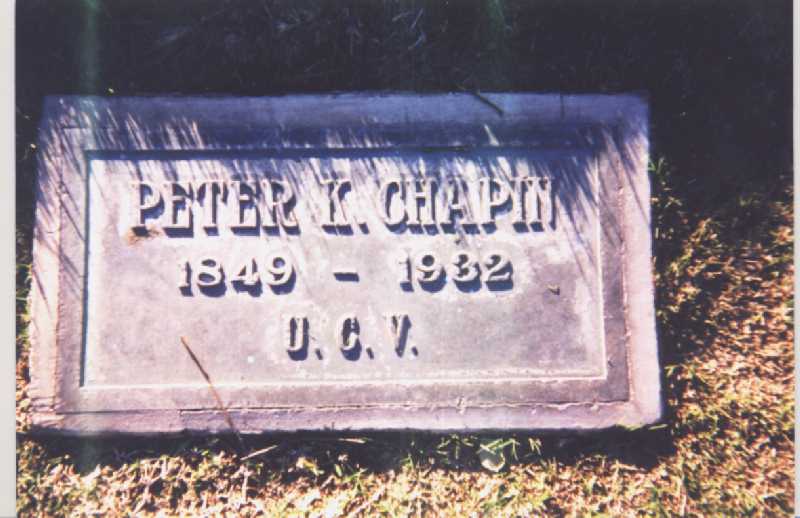 PETER K. CHAPIN
1849 - 1932
U.C.V.